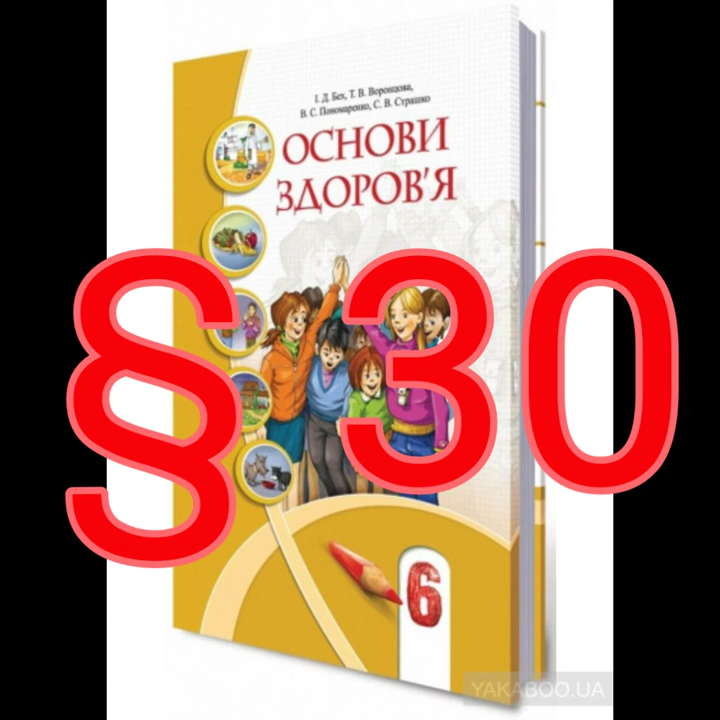 І. Д. Бех, Т. В. Воронцова,
В. С. Пономаренко, С. В. Страшко
ОСНОВИ
ЗДОРОВ'Я
§ 30
6
YAKABOO.UA